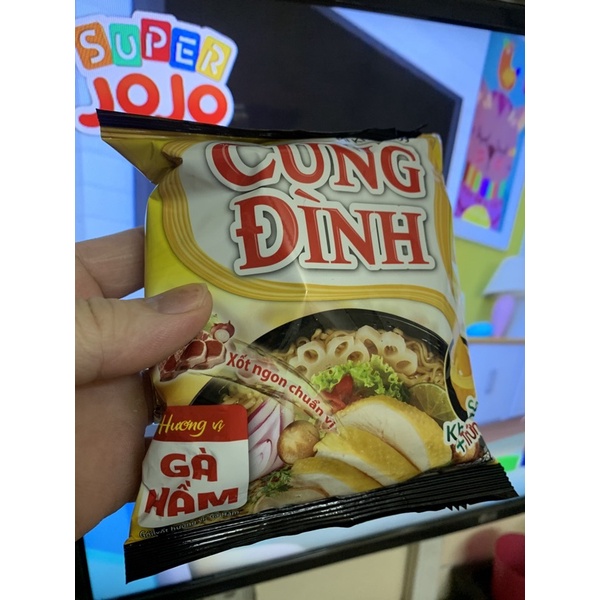 SUPER
JOJO
CUNG
ĐÌNH
Xốt ngon chuẩn vị
Hương vị
GÀ
HẦM